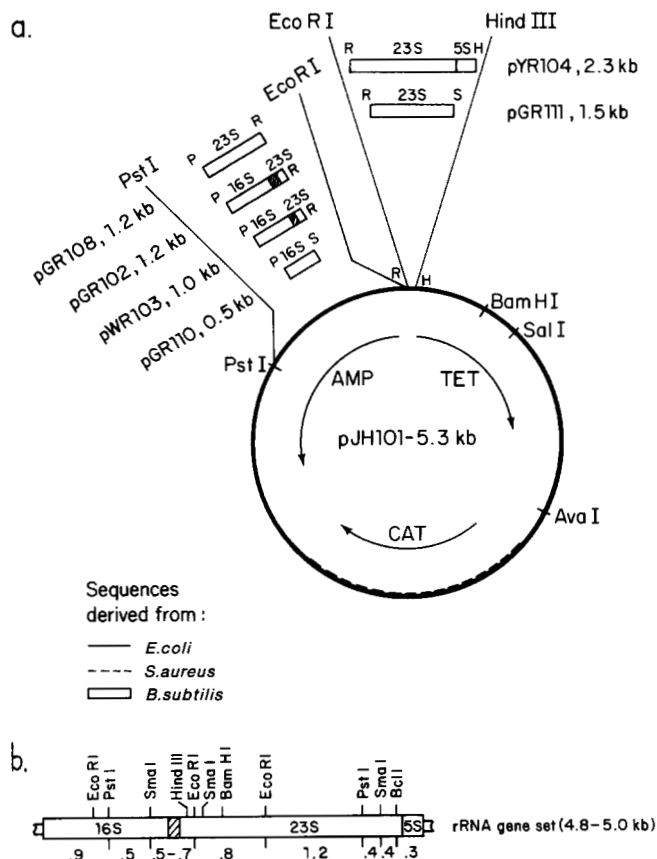 a.
Eco RI
Hind III
R 23S 5S H
pYR104, 2.3 kb
R 23S S
pGR111, 1.5 kb
EcoRI
P 23S R
P 16S 23S R
P 16S 23S R
P 16S S
Pst I
pGR108, 1.2 kb
pGR102, 1.2 kb
pWR103, 1.0 kb
pGR110, 0.5 kb
R H
Bam HI
Sal I
Pst I
AMP
TET
pJH101-5.3 kb
CAT
Ava I
Sequences
derived from :
E.coli
S.aureus
B.subtilis
b.
Eco RI
Pst I
Sma I
Hind III
Eco RI
Sma I
Bam HI
Eco RI
Pst I
Sma I
Bcl I
16S 23S 5S
rRNA gene set (4.8-5.0 kb)
.9 .5 .5-.7 .8 1.2 .4 .4 .3